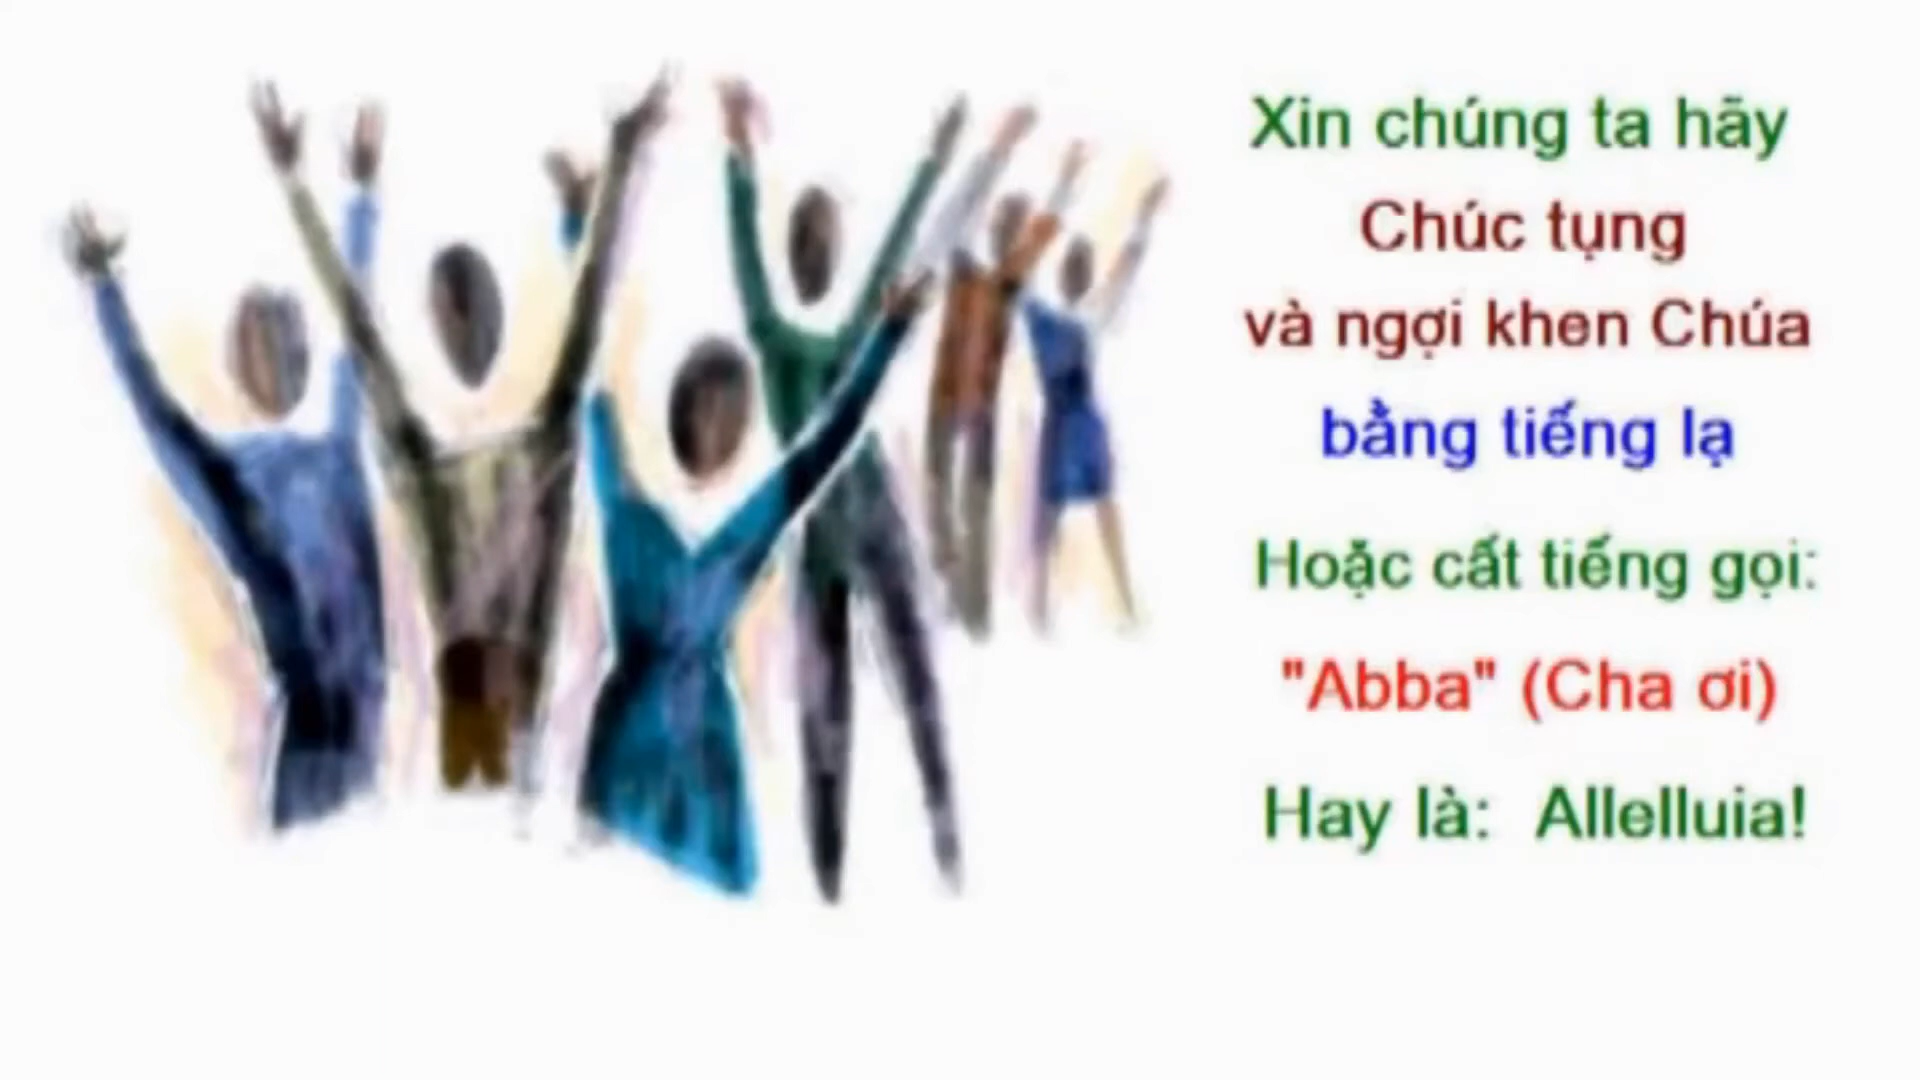 Xin chúng ta hãy
Chúc tụng
và ngợi khen Chúa
bằng tiếng lạ
Hoặc cất tiếng gọi:
"Abba" (Cha ơi)
Hay là: Allelluia!